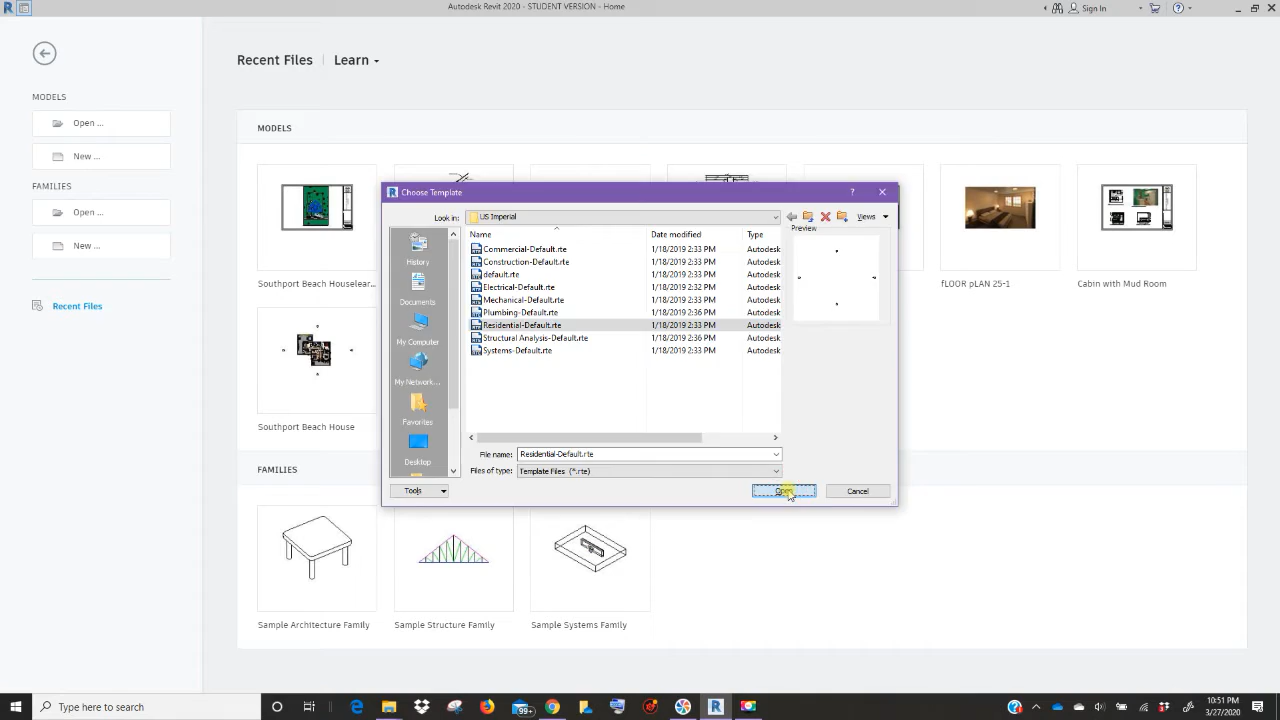 Autodesk Revit 2020 - STUDENT VERSION - Home
Sign In
Recent Files
Learn
MODELS
Open ...
New ...
FAMILIES
Open ...
New ...
Recent Files
MODELS
Southport Beach Houselear...
fLOOR pLAN 25-1
Cabin with Mud Room
Southport Beach House
FAMILIES
Sample Architecture Family
Sample Structure Family
Sample Systems Family
Choose Template
Look in: US Imperial
Views
Preview
History
Documents
My Computer
My Network...
Favorites
Desktop
Name Date modified Type
Commercial-Default.rte 1/18/2019 2:33 PM Autodesk
Construction-Default.rte 1/18/2019 2:33 PM Autodesk
default.rte 1/18/2019 2:33 PM Autodesk
Electrical-Default.rte 1/18/2019 2:32 PM Autodesk
Mechanical-Default.rte 1/18/2019 2:33 PM Autodesk
Plumbing-Default.rte 1/18/2019 2:36 PM Autodesk
Residential-Default.rte 1/18/2019 2:33 PM Autodesk
Structural Analysis-Default.rte 1/18/2019 2:36 PM Autodesk
Systems-Default.rte 1/18/2019 2:33 PM Autodesk
File name: Residential-Default.rte
Files of type: Template Files (*.rte)
Tools
Open
Cancel
Type here to search
99+
10:51 PM
3/27/2020